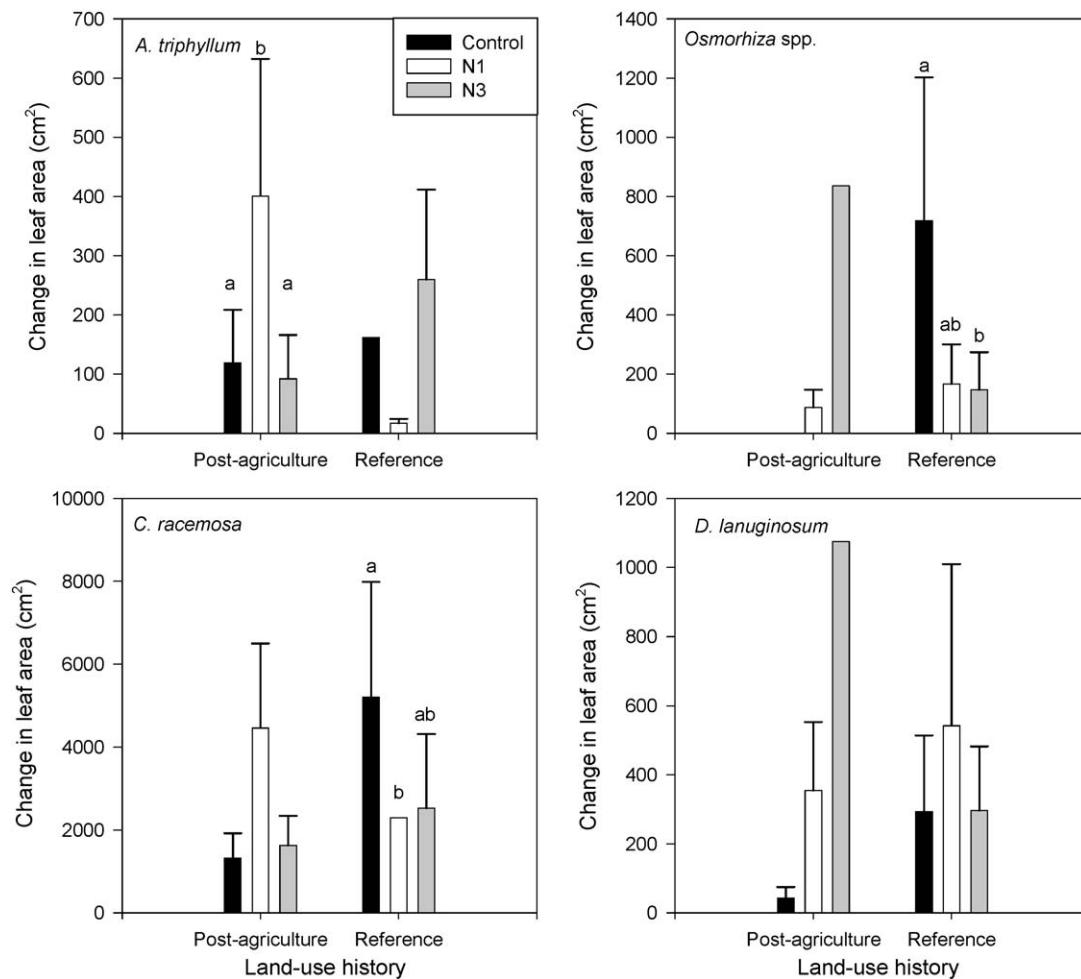 A. triphyllum
Control
N1
N3
700
600
500
400
300
200
100
0
Change in leaf area (cm²)
a
b
a
Post-agriculture Reference
Osmorhiza spp.
1400
1200
1000
800
600
400
200
0
Change in leaf area (cm²)
a
ab
b
Post-agriculture Reference
C. racemosa
10000
8000
6000
4000
2000
0
Change in leaf area (cm²)
a
b
ab
Post-agriculture Reference
Land-use history
D. lanuginosum
1200
1000
800
600
400
200
0
Change in leaf area (cm²)
Post-agriculture Reference
Land-use history